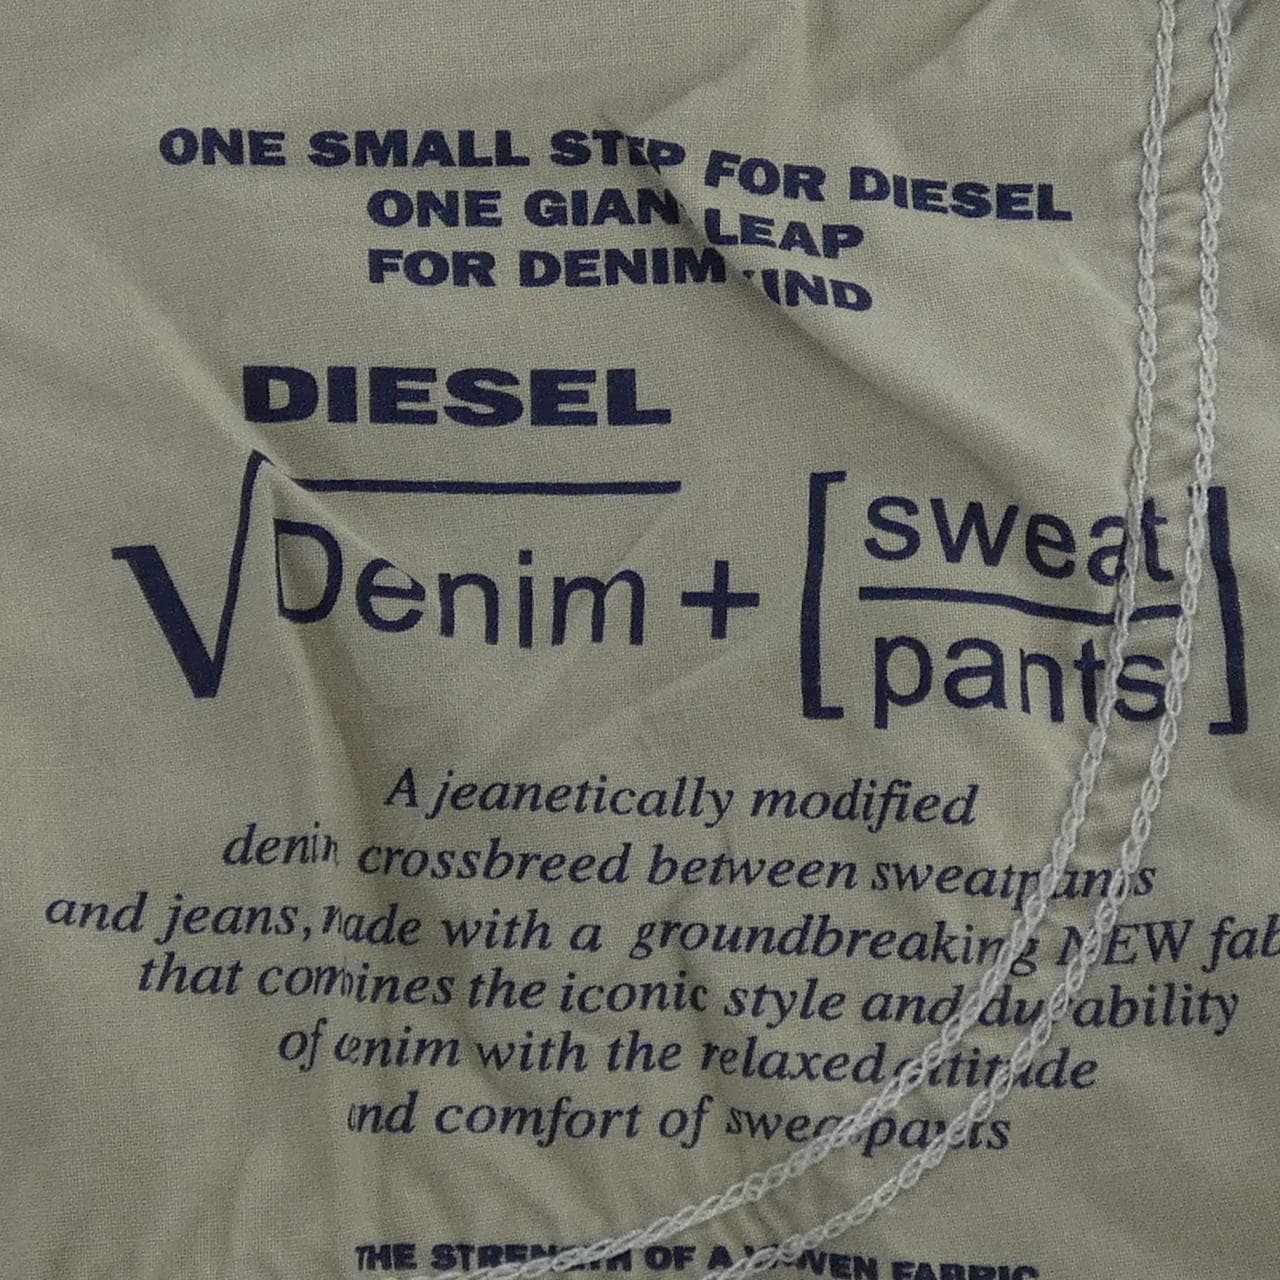 ONE SMALL STEP FOR DIESEL
ONE GIANT LEAP
FOR DENIMKIND
DIESEL
√Denim + [sweat
pants]
A jeanetically modified
denim crossbreed between sweatpants
and jeans, made with a groundbreaking NEW fab
that combines the iconic style and durability
of denim with the relaxed attitude
and comfort of sweatpants
THE STRENGTH OF A WOVEN FABRIC